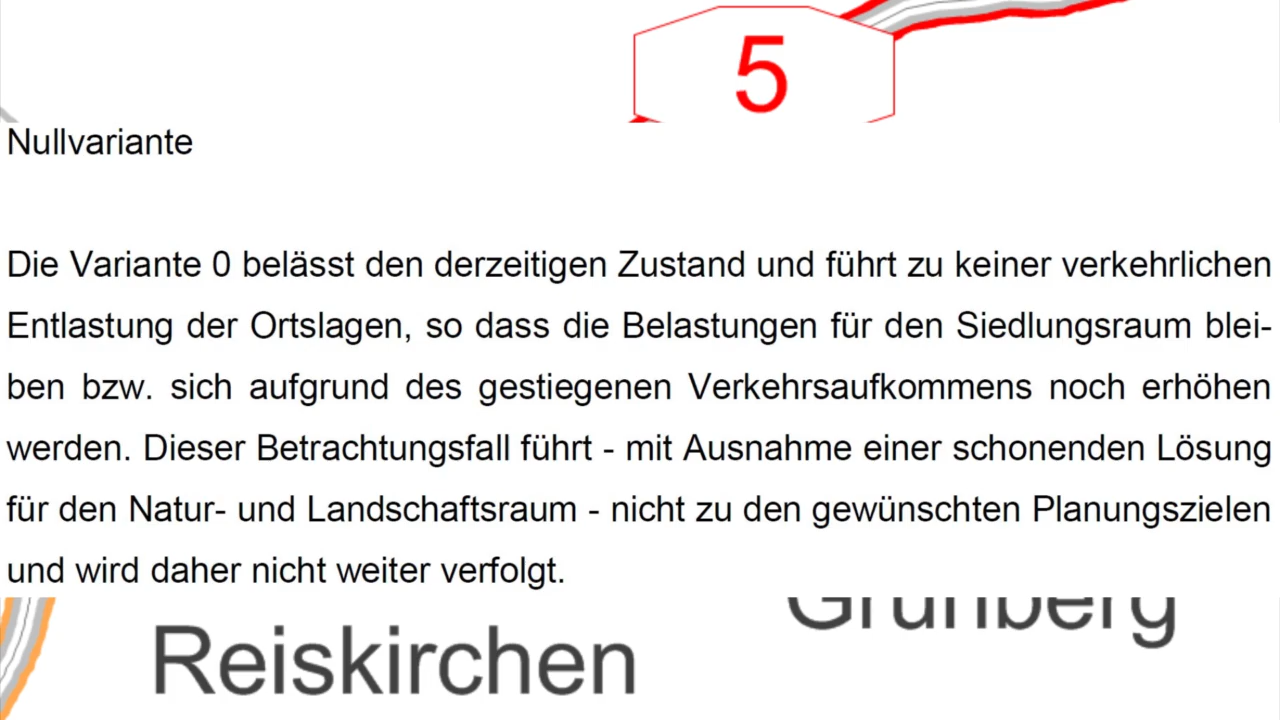 5
Nullvariante
Die Variante 0 belässt den derzeitigen Zustand und führt zu keiner verkehrlichen
Entlastung der Ortslagen, so dass die Belastungen für den Siedlungsraum blei-
ben bzw. sich aufgrund des gestiegenen Verkehrsaufkommens noch erhöhen
werden. Dieser Betrachtungsfall führt - mit Ausnahme einer schonenden Lösung
für den Natur- und Landschaftsraum - nicht zu den gewünschten Planungszielen
und wird daher nicht weiter verfolgt.
Grünberg
Reiskirchen